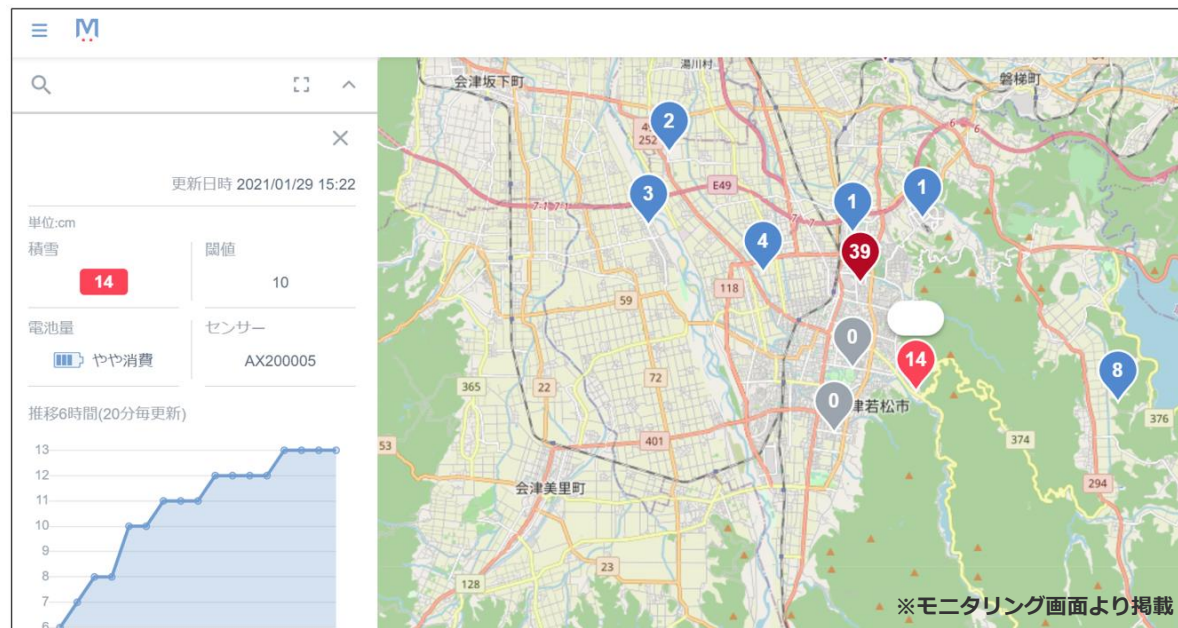 M
更新日時 2021/01/29 15:22
単位:cm
積雪
閾値
14
10
電池量
センサー
やや消費
AX200005
推移6時間(20分毎更新)
13
12
11
10
9
8
7
6
湯川村
会津坂下町
磐梯町
2
252
3
E49
1
1
4
39
118
59
0
14
8
365
22
72
0
津若松市
376
53
401
374
会津美里町
294
23
128
※モニタリング画面より掲載